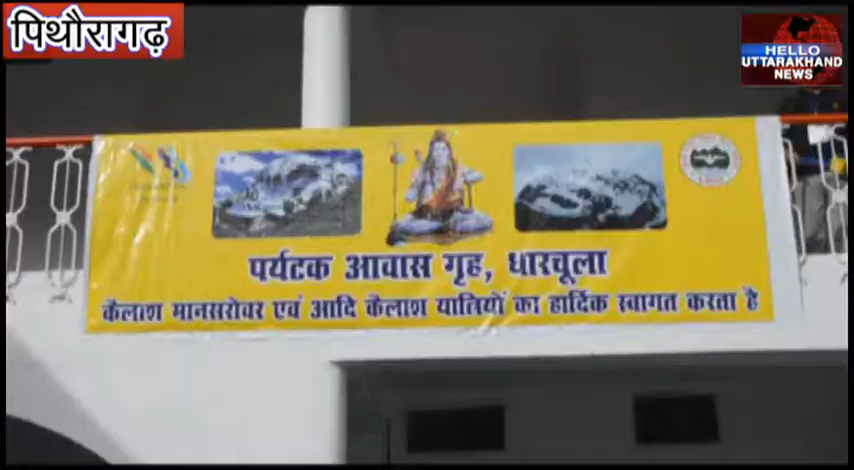 पिथौरागढ़
HELLO
UTTARAKHAND
NEWS
पर्यटक आवास गृह, धारचूला
कैलाश मानसरोवर एवं आदि कैलाश यात्रियों का हार्दिक स्वागत करता है